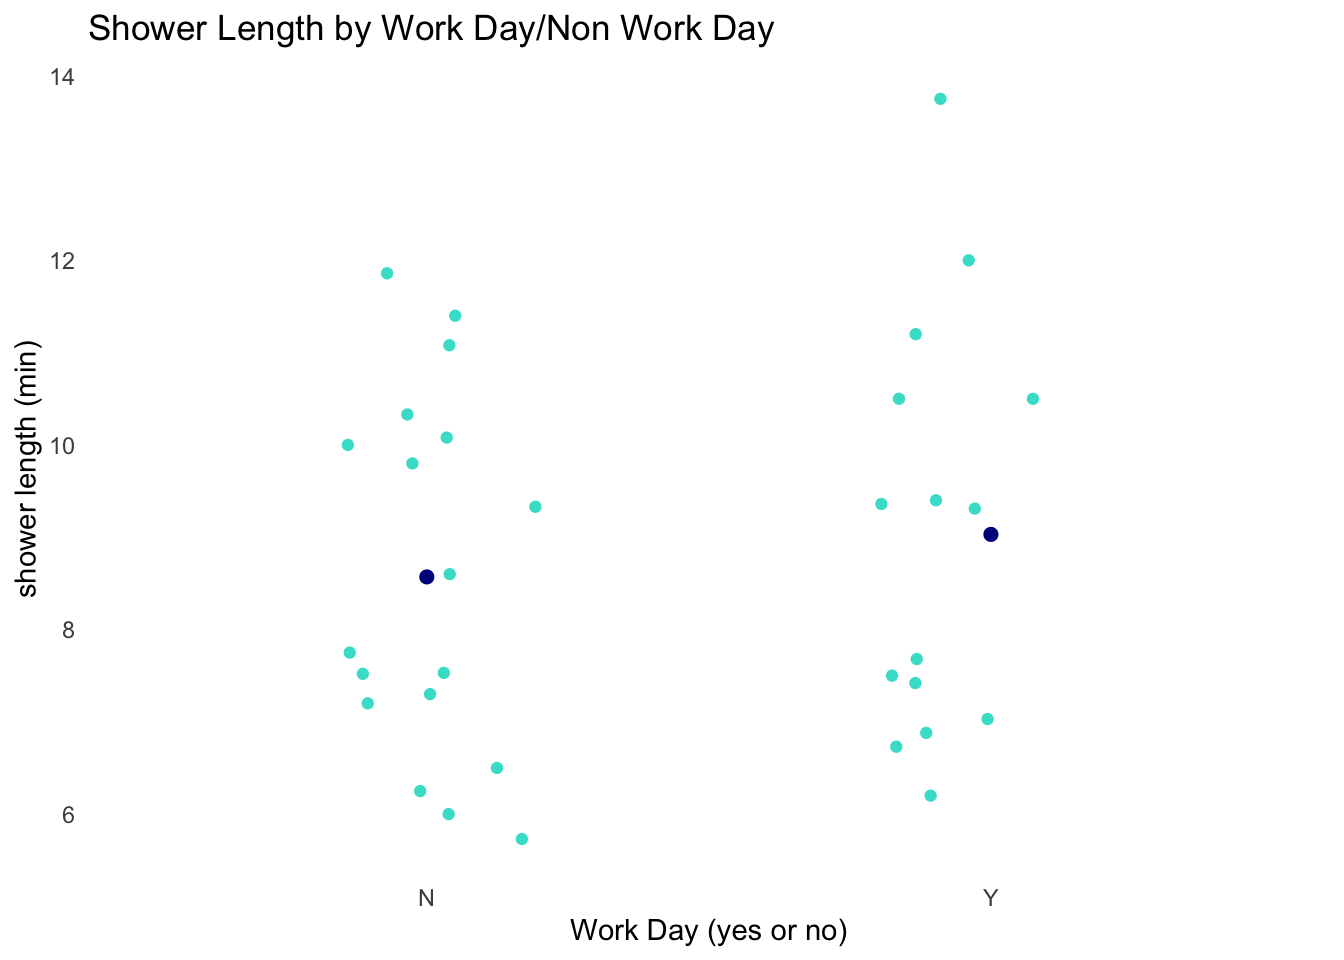 Shower Length by Work Day/Non Work Day
14
12
10
8
6
shower length (min)
N
Y
Work Day (yes or no)